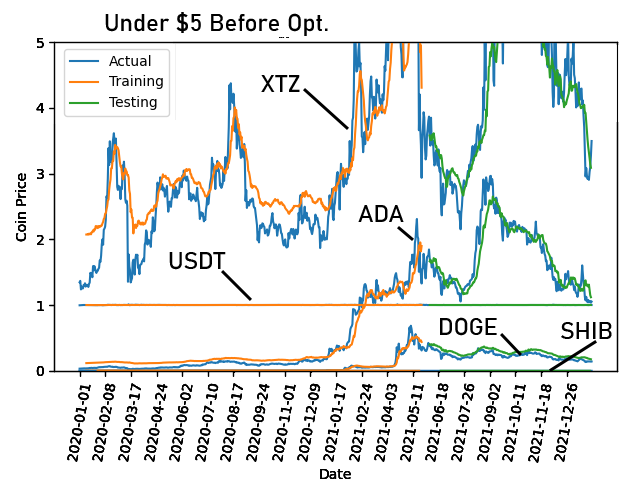 Under $5 Before Opt.
Actual
Training
Testing
XTZ
ADA
USDT
DOGE
SHIB
Coin Price
5
4
3
2
1
0
2020-01-01
2020-02-08
2020-03-17
2020-04-24
2020-06-02
2020-07-10
2020-08-17
2020-09-24
2020-11-01
2020-12-09
2021-01-17
2021-02-24
2021-04-03
2021-05-11
2021-06-18
2021-07-26
2021-09-02
2021-10-11
2021-11-18
2021-12-26
Date